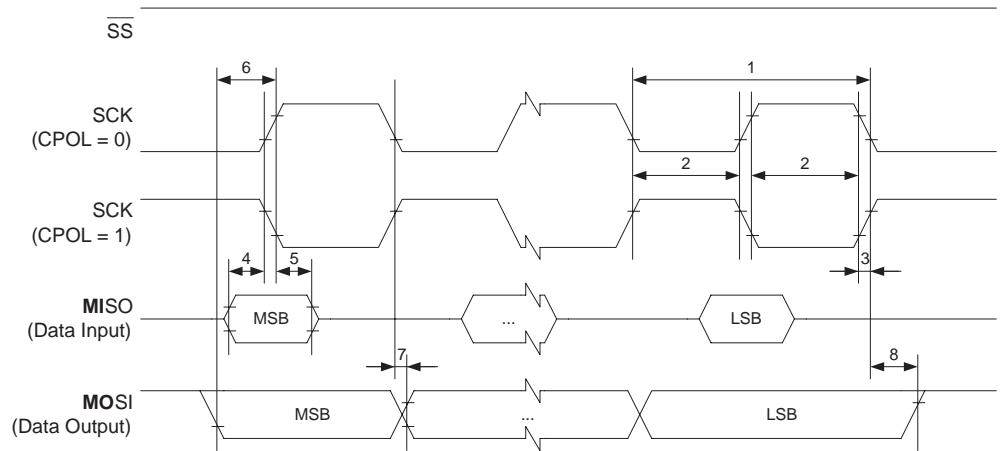 SS
6
1
SCK
(CPOL = 0)
2
2
SCK
(CPOL = 1)
4
5
3
MISO
(Data Input)
MSB
...
LSB
7
8
MOSI
(Data Output)
MSB
...
LSB